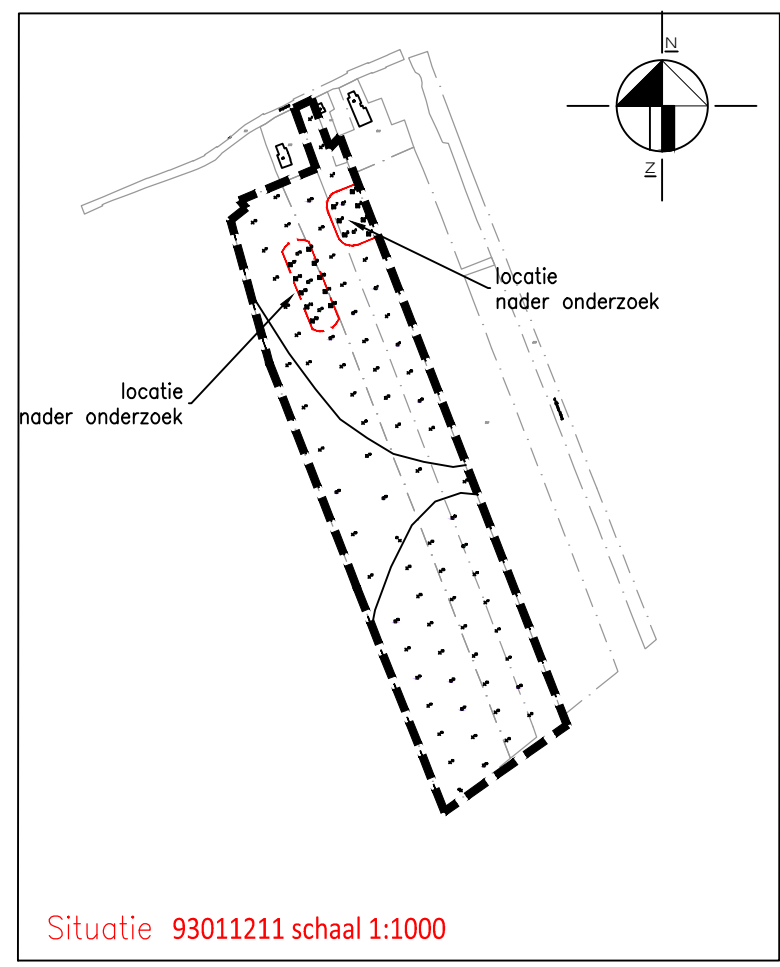 N
Z
locatie
nader onderzoek
locatie
nader onderzoek
Situatie 93011211 schaal 1:1000